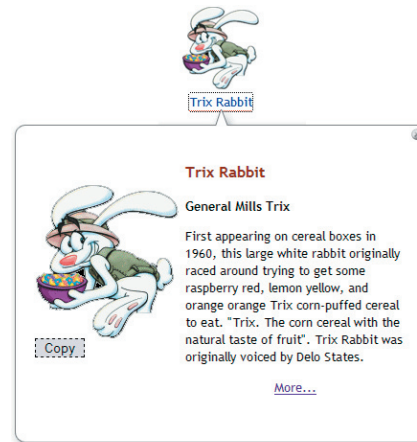 Trix Rabbit
Trix Rabbit
General Mills Trix
First appearing on cereal boxes in
1960, this large white rabbit originally
raced around trying to get some
raspberry red, lemon yellow, and
orange orange Trix corn-puffed cereal
to eat. "Trix. The corn cereal with the
natural taste of fruit". Trix Rabbit was
originally voiced by Delo States.
Copy
More...